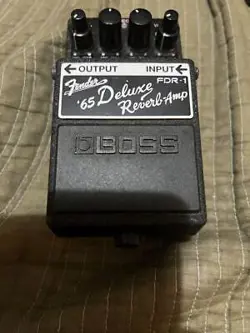 ←OUTPUT INPUT←
Fender FDR-1
'65 Deluxe
Reverb-Amp
BOSS